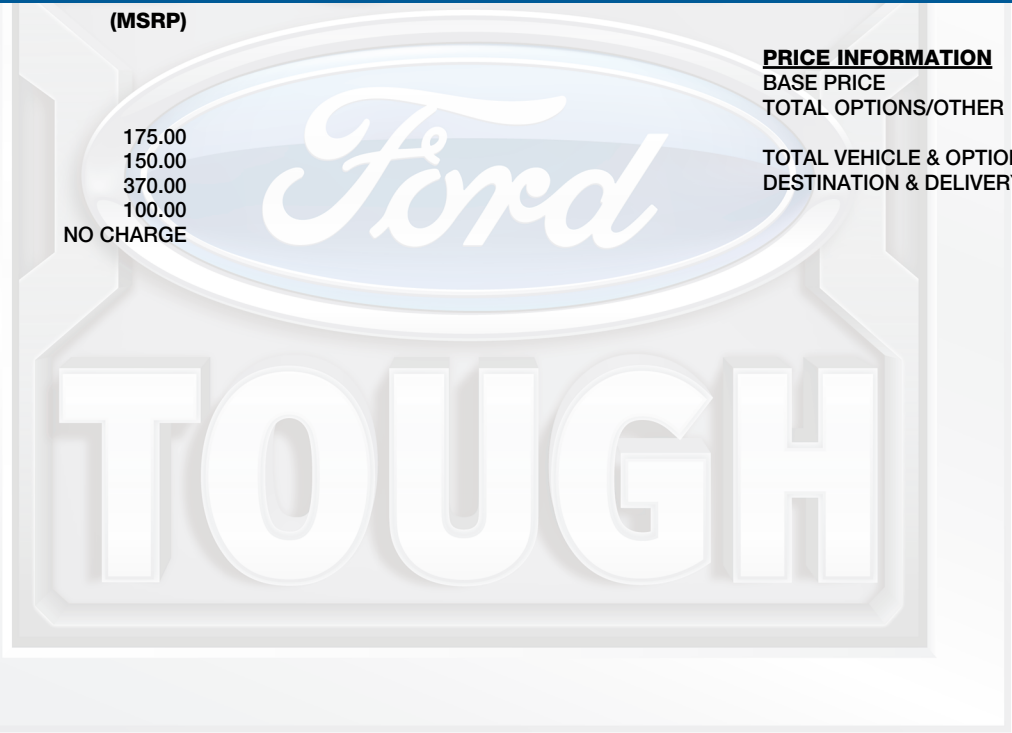 (MSRP)
175.00
150.00
370.00
100.00
NO CHARGE
PRICE INFORMATION
BASE PRICE
TOTAL OPTIONS/OTHER
TOTAL VEHICLE & OPTIO
DESTINATION & DELIVERY
Ford
TOUGH